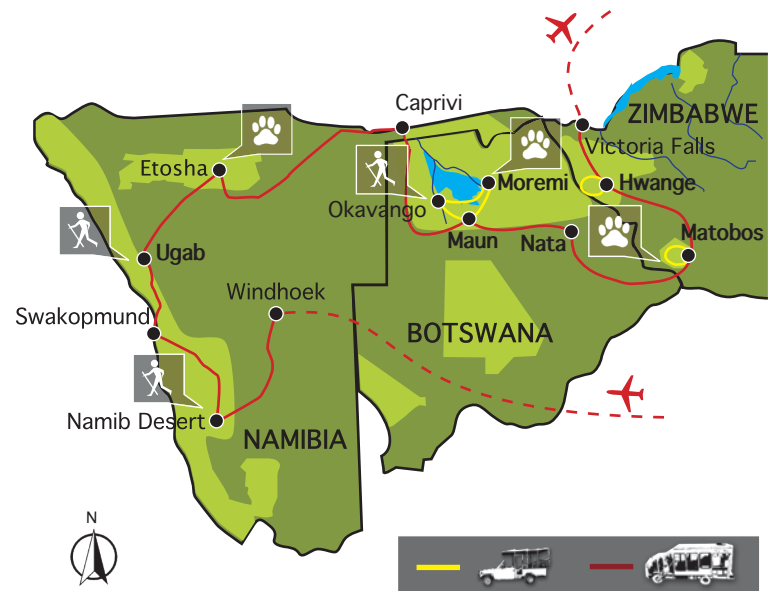 Caprivi
ZIMBABWE
Victoria Falls
Etosha
Moremi
Hwange
Okavango
Maun
Nata
Matobos
Ugab
Windhoek
Swakopmund
BOTSWANA
Namib Desert
NAMIBIA
N